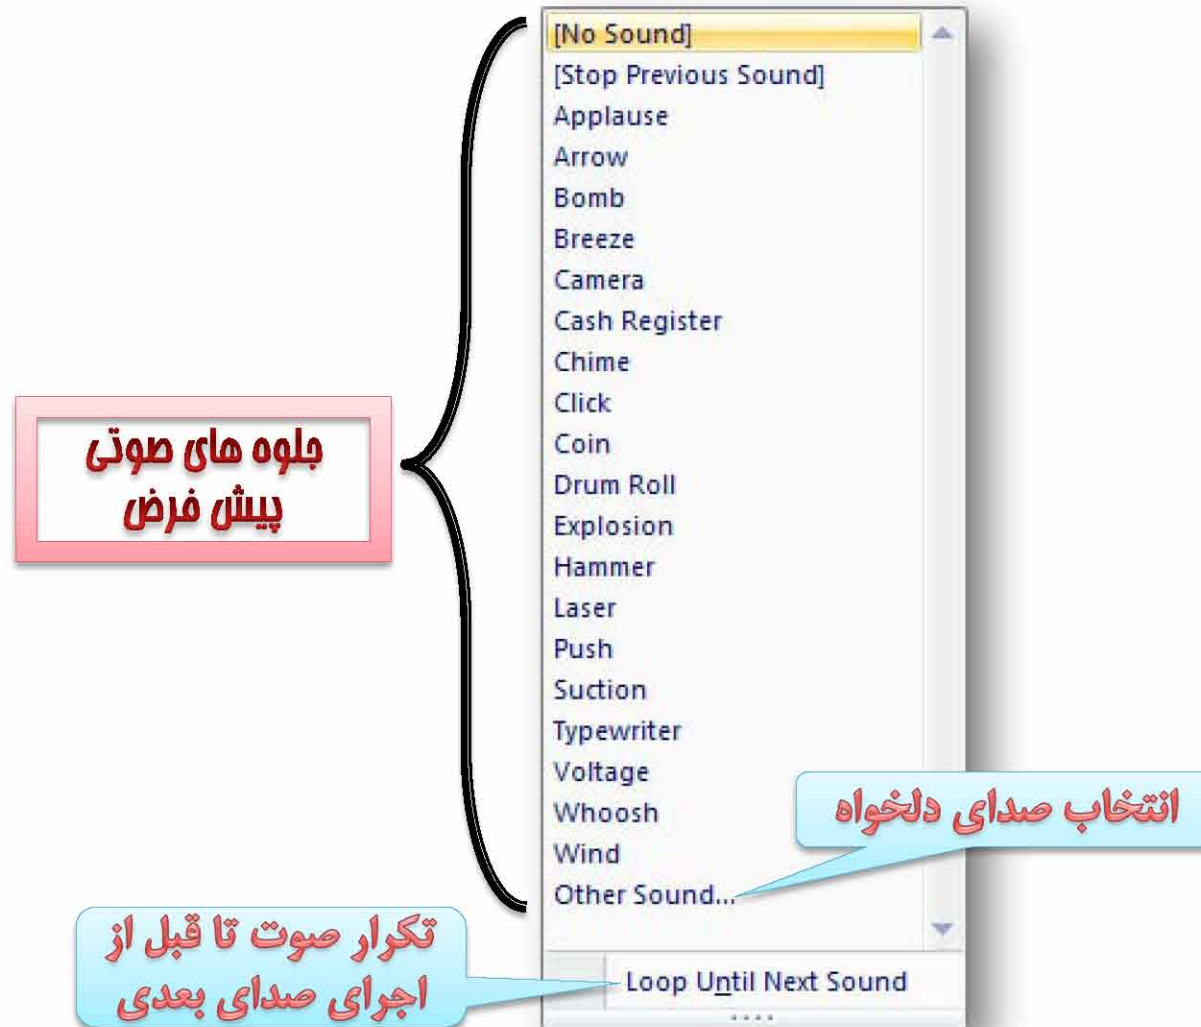 [No Sound]
[Stop Previous Sound]
Applause
Arrow
Bomb
Breeze
Camera
Cash Register
Chime
Click
Coin
جلوه های صوتی
پیش فرض
Drum Roll
Explosion
Hammer
Laser
Push
Suction
Typewriter
Voltage
Whoosh
انتخاب صدای دلخواه
Wind
Other Sound...
تکرار صوت تا قبل از
اجرای صدای بعدی
Loop Until Next Sound